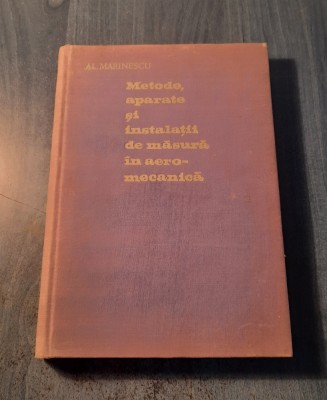 AL. MARINESCU
Metode,
aparate
și
instalații
de măsură
în aero-
mecanică